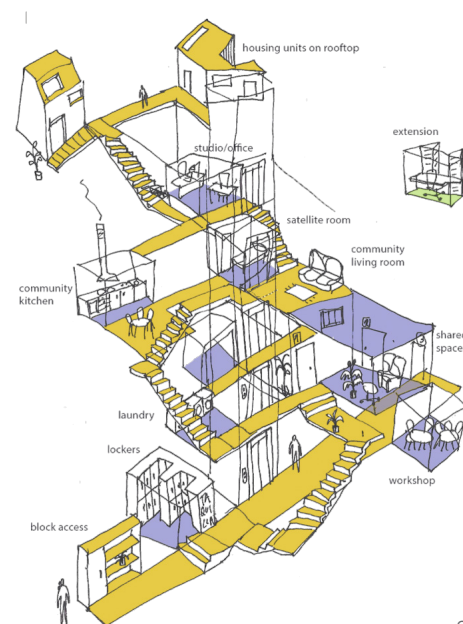 housing units on rooftop
extension
studio/office
satellite room
community
living room
community
kitchen
shared
space
laundry
lockers
workshop
block access